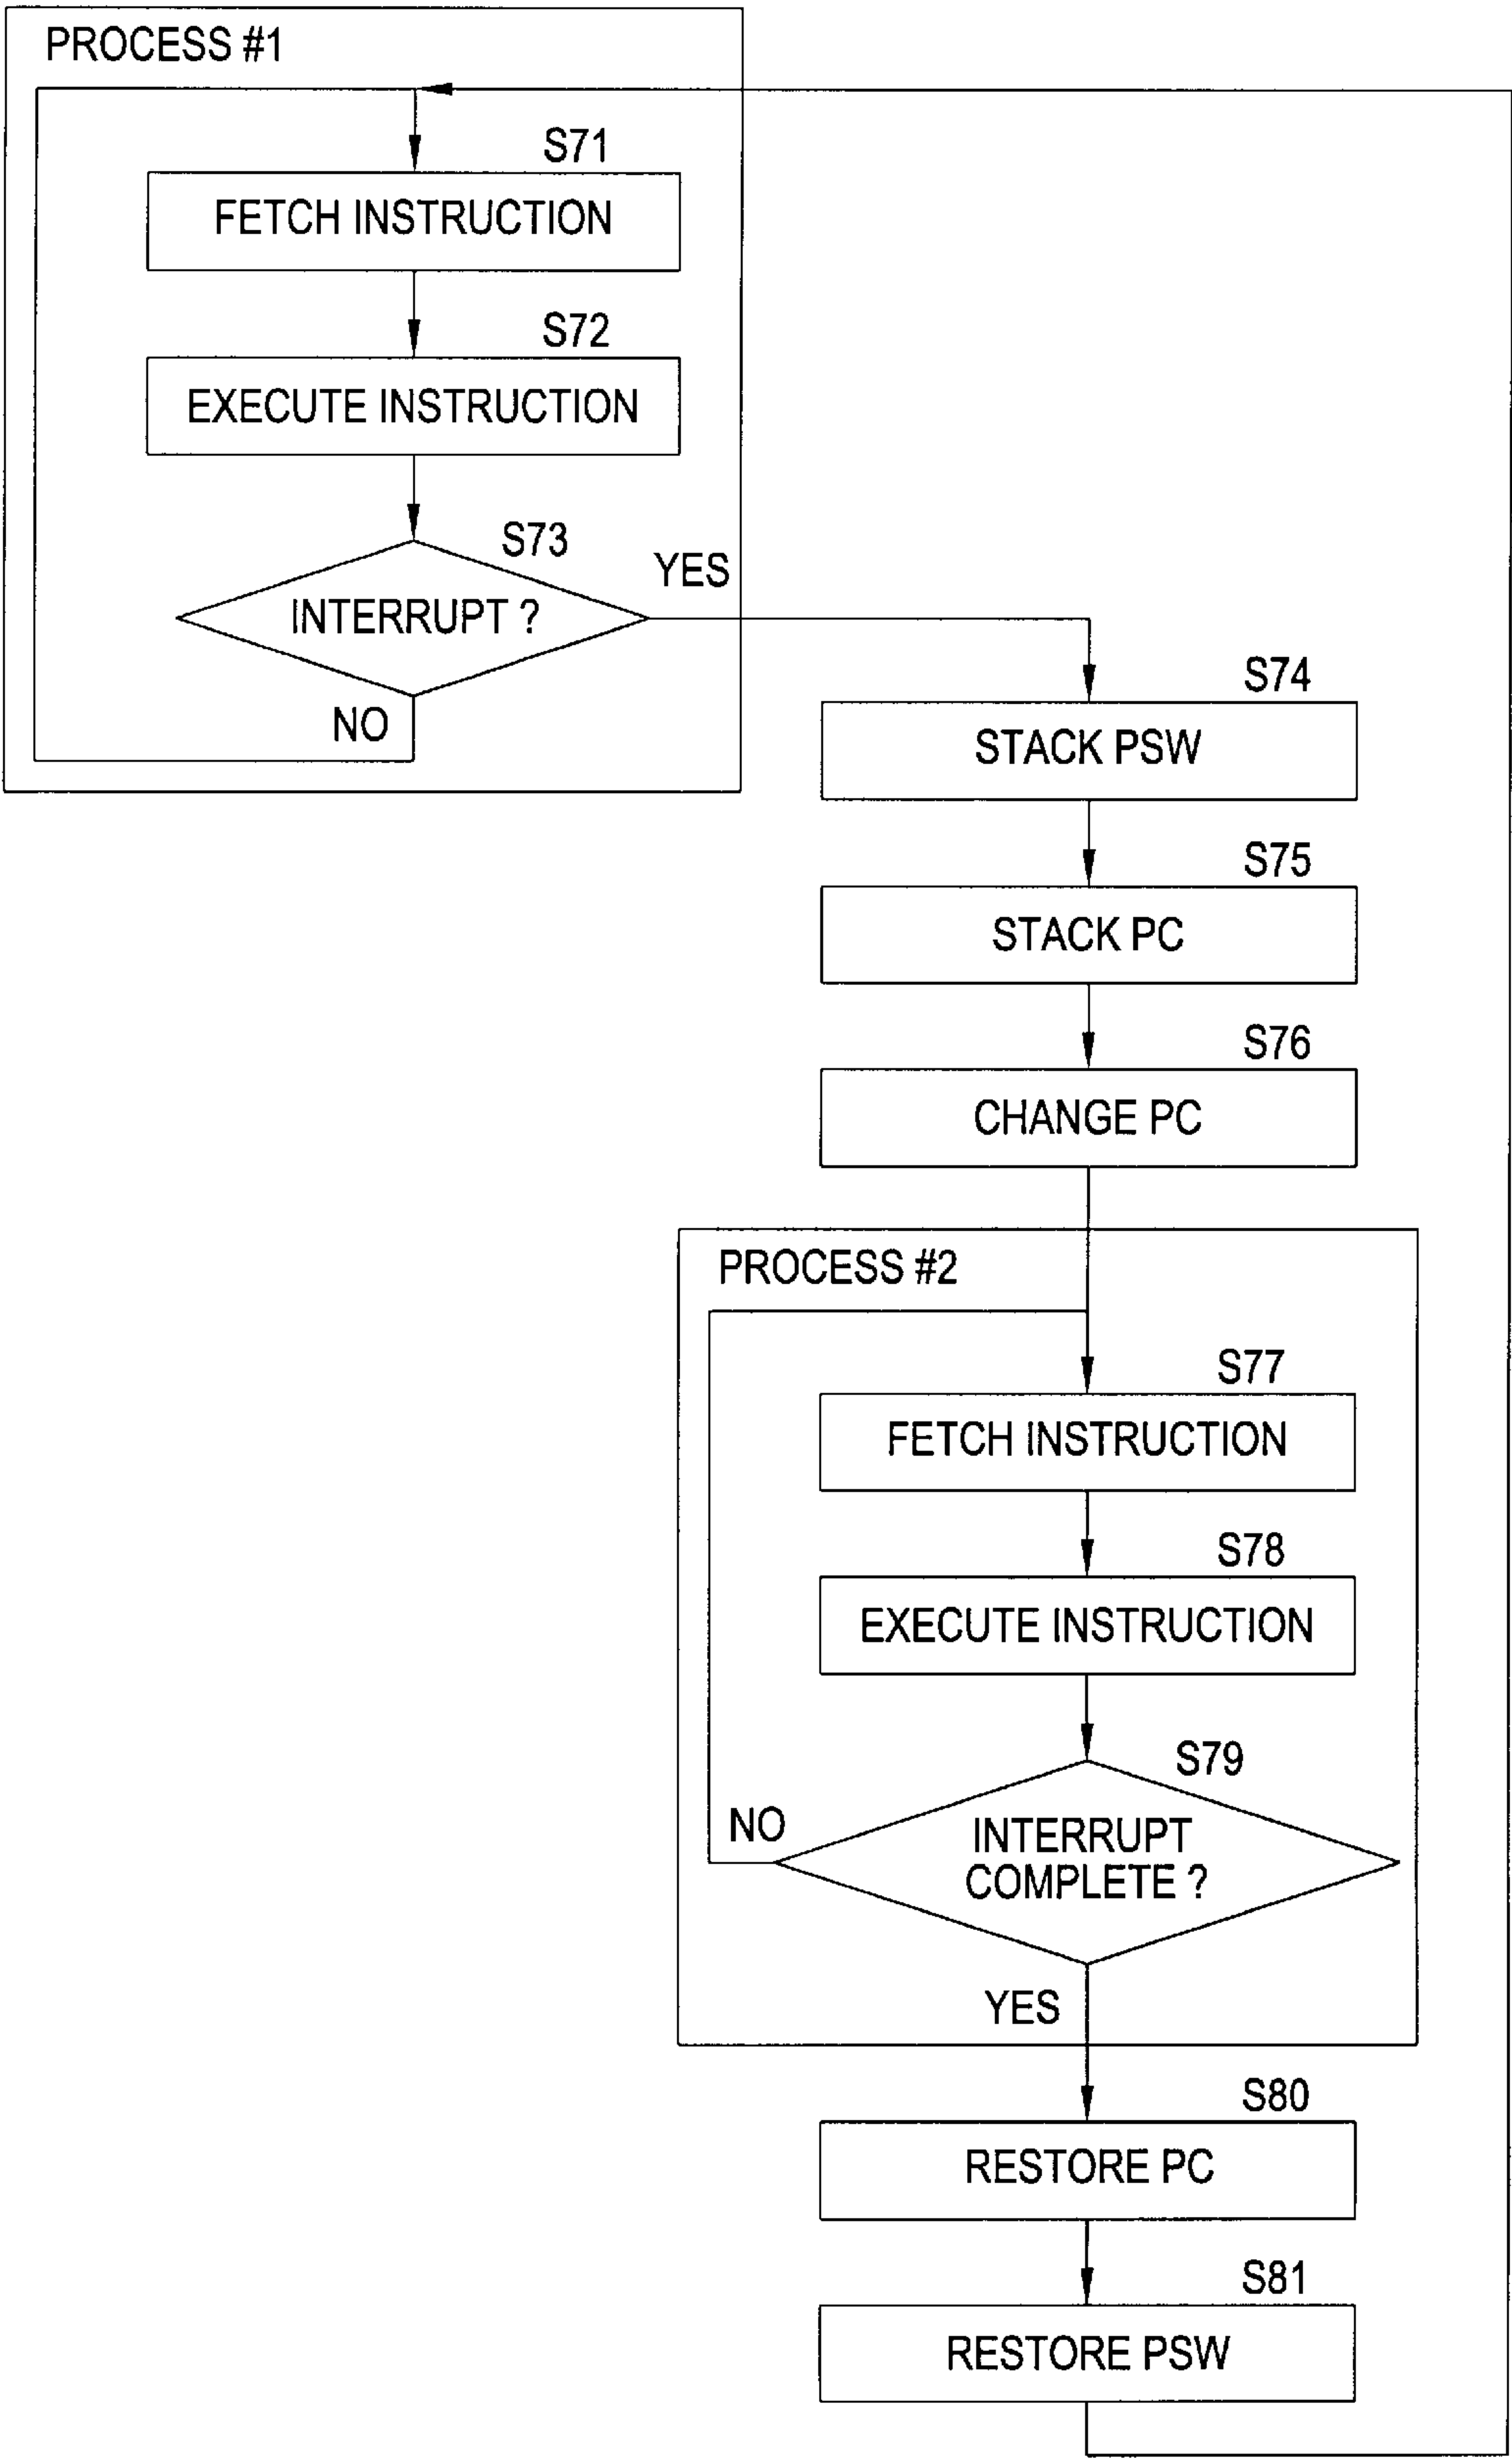 PROCESS #1
S71
FETCH INSTRUCTION
S72
EXECUTE INSTRUCTION
S73
YES
INTERRUPT ?
NO
S74
STACK PSW
S75
STACK PC
S76
CHANGE PC
PROCESS #2
S77
FETCH INSTRUCTION
S78
EXECUTE INSTRUCTION
S79
NO
INTERRUPT
COMPLETE ?
YES
S80
RESTORE PC
S81
RESTORE PSW